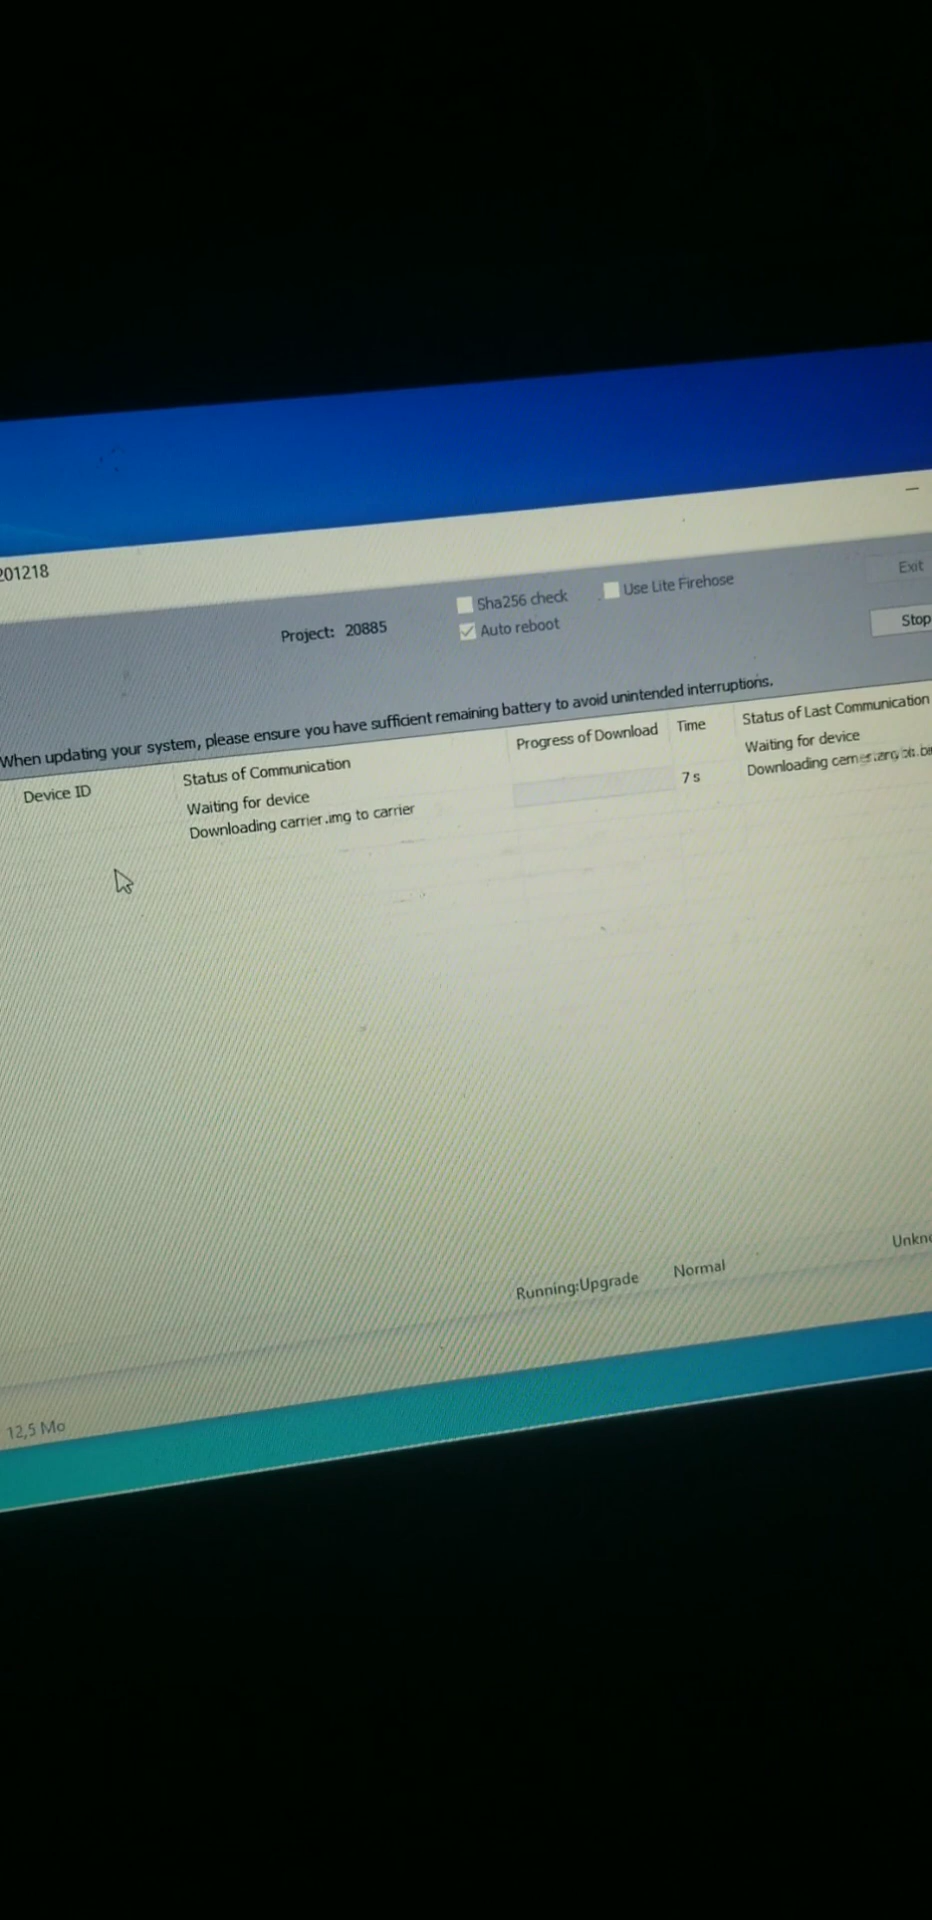 201218
Project: 20885
Sha256 check
Use Lite Firehose
Auto reboot
Exit
Stop
When updating your system, please ensure you have sufficient remaining battery to avoid unintended interruptions.
Device ID
Status of Communication
Progress of Download
Time
Status of Last Communication
Waiting for device
Waiting for device
Downloading carrier.img to carrier
7 s
Downloading
Running:Upgrade
Normal
12,5 Mo